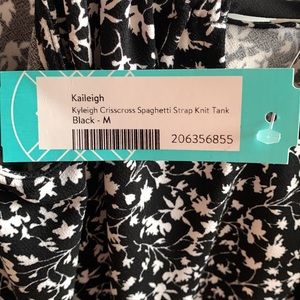 Kaileigh
Kyleigh Crisscross Spaghetti Strap Knit Tank
Black - M
206356855